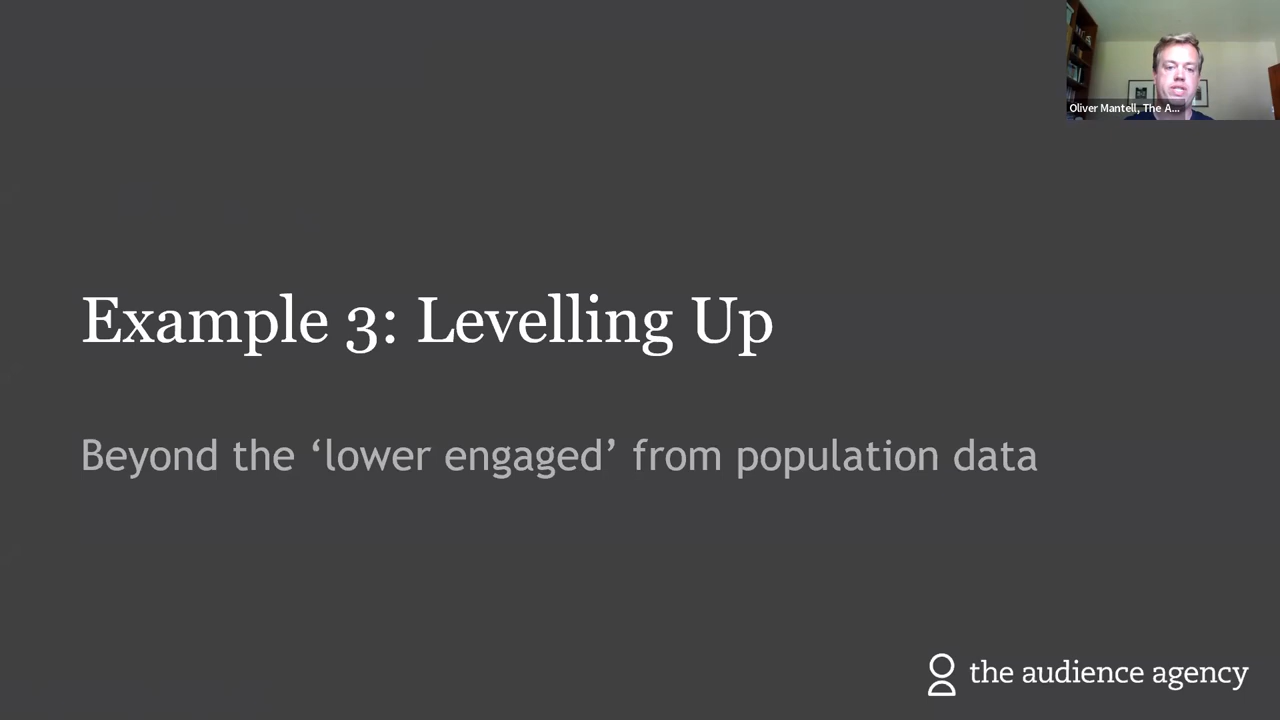 Oliver Mantell, The A...
Example 3: Levelling Up
Beyond the ‘lower engaged’ from population data
the audience agency